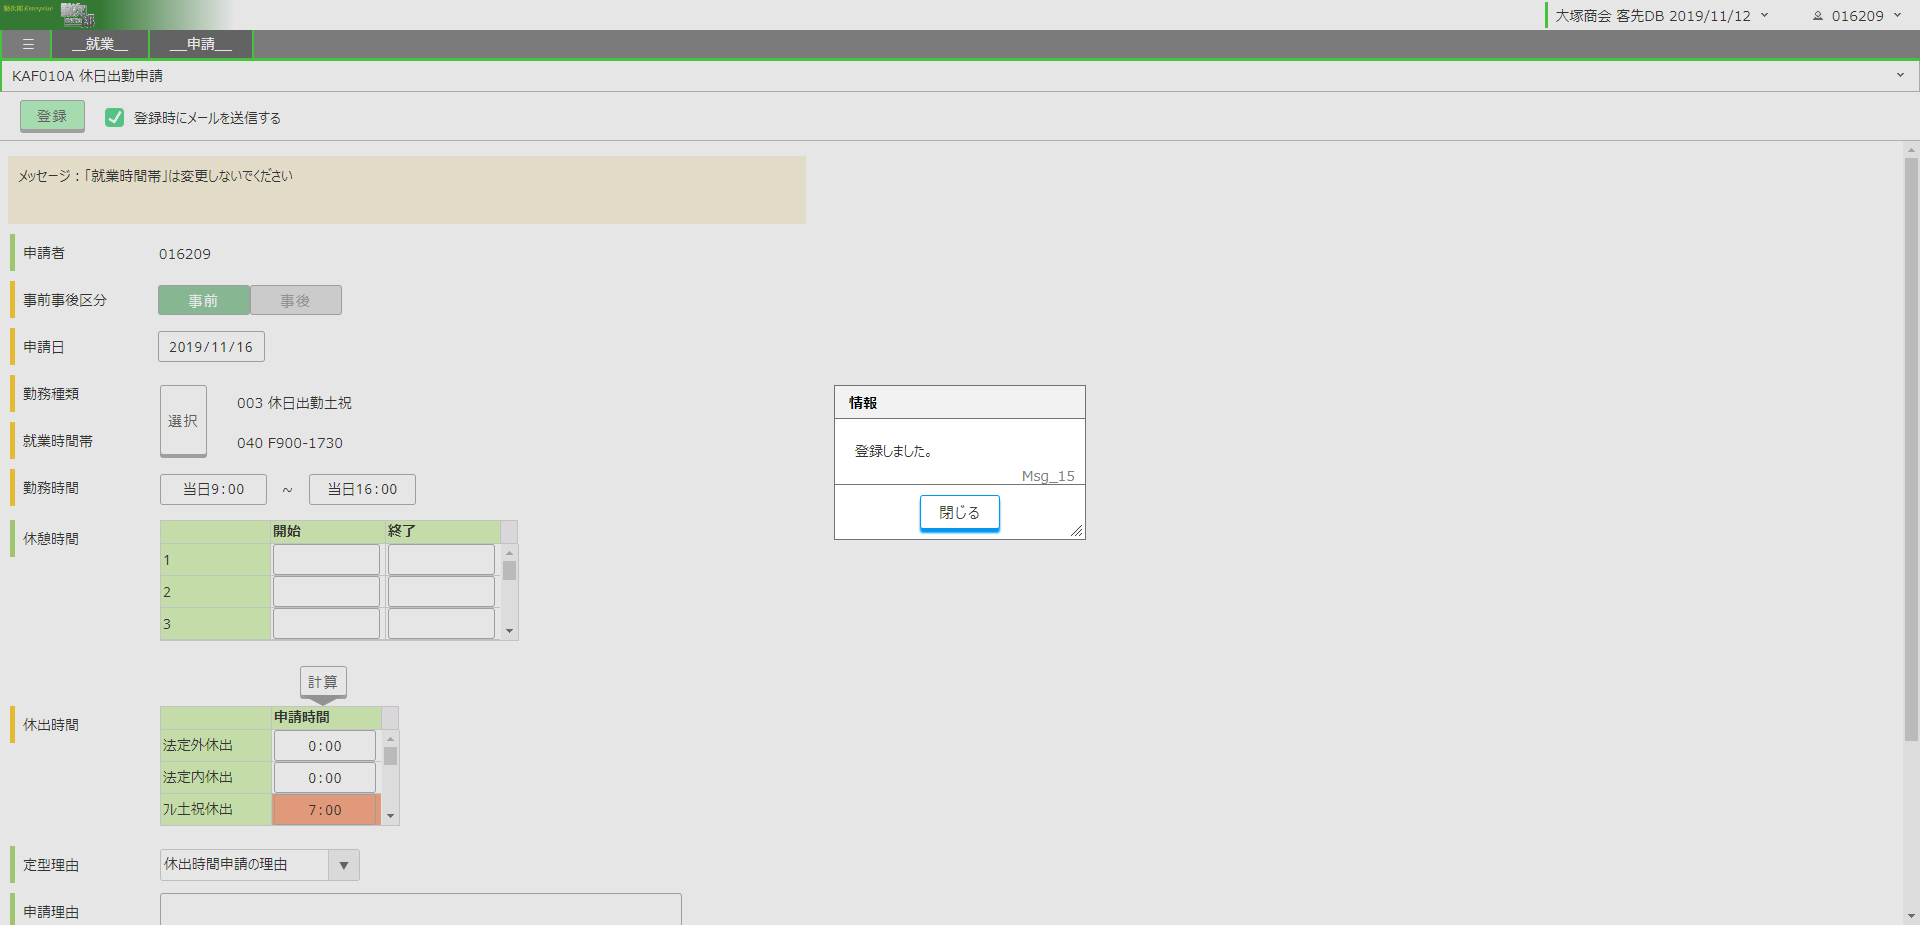 勤次郎 Enterprise
大塚商会 客先DB 2019/11/12
016209
☰ __就業__ __申請__
KAF010A 休日出勤申請
登録 登録時にメールを送信する
メッセージ：「就業時間帯」は変更しないでください
申請者 016209
事前事後区分 事前 事後
申請日 2019/11/16
勤務種類 選択 003 休日出勤土祝
就業時間帯 040 F900-1730
勤務時間 当日9:00 ~ 当日16:00
休憩時間 開始 終了
1
2
3
計算
休出時間 申請時間
法定外休出 0:00
法定内休出 0:00
ﾌﾙ土祝休出 7:00
定型理由 休出時間申請の理由 ▼
申請理由
情報
登録しました。
Msg_15
閉じる